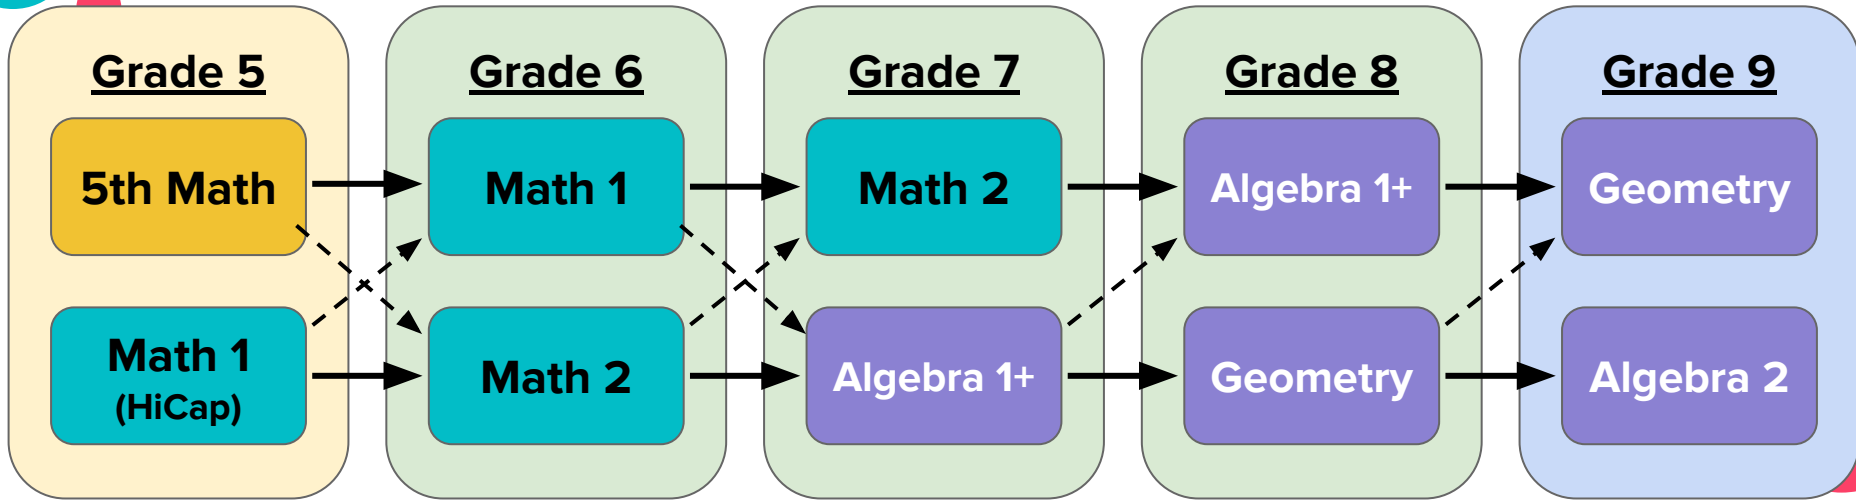 Grade 5
5th Math
Math 1
(HiCap)
Grade 6
Math 1
Math 2
Grade 7
Math 2
Algebra 1+
Grade 8
Algebra 1+
Geometry
Grade 9
Geometry
Algebra 2